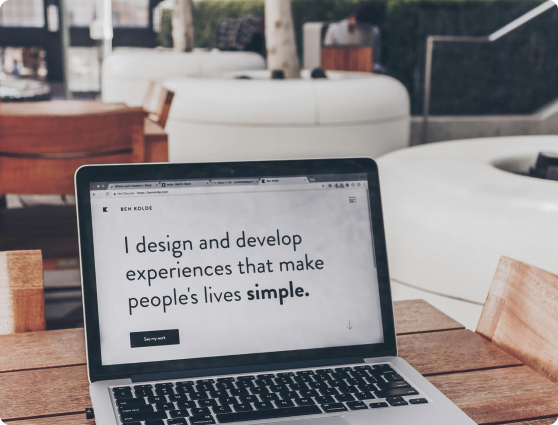 BEN KOLDE
I design and develop
experiences that make
people's lives simple.
See my work